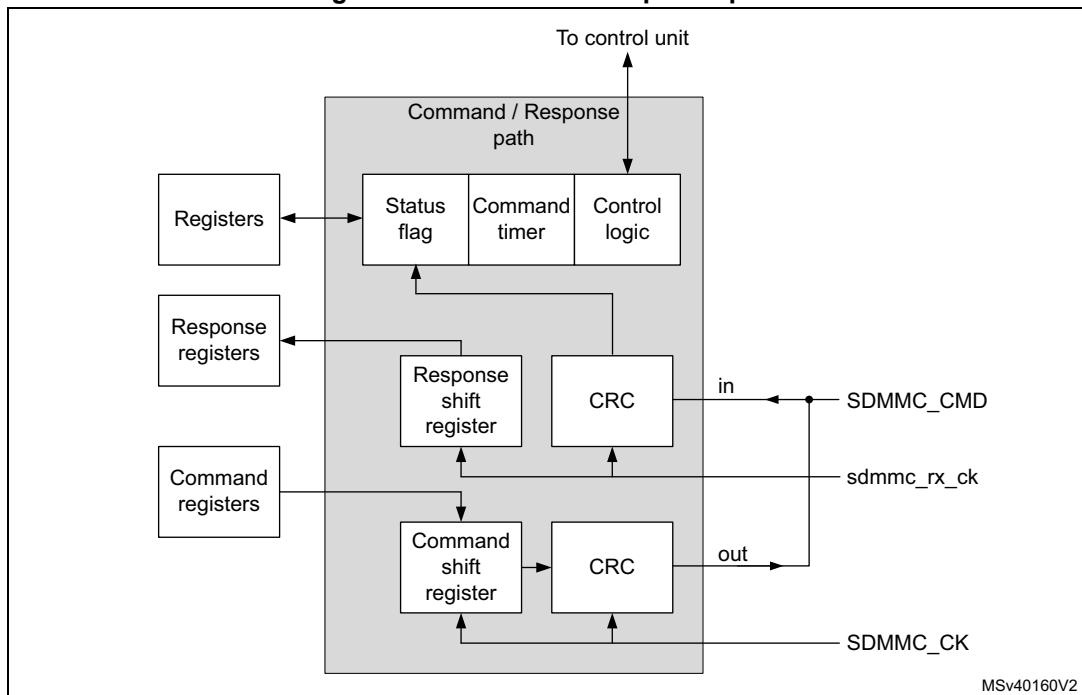 To control unit
Command / Response
path
Registers
Status
flag
Command
timer
Control
logic
Response
registers
Response
shift
register
CRC
in
SDMMC_CMD
sdmmc_rx_ck
Command
registers
Command
shift
register
CRC
out
SDMMC_CK
MSv40160V2